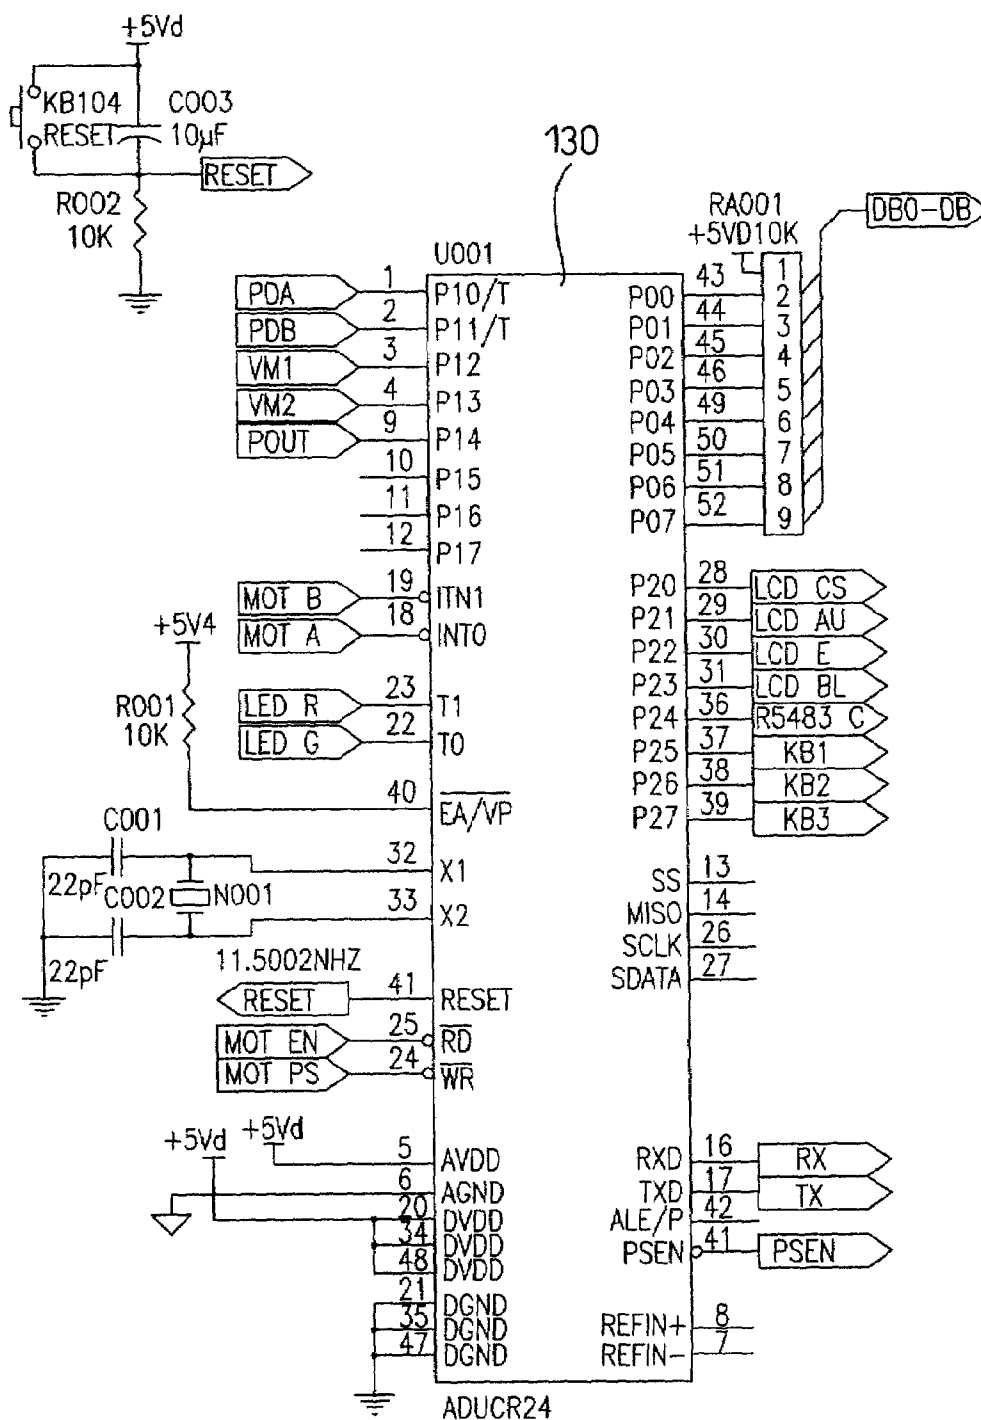 +5Vd
KB104
RESET
C003
10µF
RESET
R002
10K
130
U001
RA001
+5VD10K
DB0-DB
PDA 1 P10/T
PDB 2 P11/T
VM1 3 P12
VM2 4 P13
POUT 9 P14
10 P15
11 P16
12 P17
P00 43 1
P01 44 2
P02 45 3
P03 46 4
P04 49 5
P05 50 6
P06 51 7
P07 52 8
9
MOT B 19 ITN1
MOT A 18 INT0
+5V4
R001
10K
LED R 23 T1
LED G 22 T0
40 EA/VP
P20 28 LCD CS
P21 29 LCD AU
P22 30 LCD E
P23 31 LCD BL
P24 36 R5483 C
P25 37 KB1
P26 38 KB2
P27 39 KB3
C001
22pF
C002
22pF
N001
11.5002NHZ
32 X1
33 X2
SS 13
MISO 14
SCLK 26
SDATA 27
RESET 41 RESET
MOT EN 25 RD
MOT PS 24 WR
+5Vd
+5Vd
5 AVDD
6 AGND
20 DVDD
34 DVDD
48 DVDD
21 DGND
35 DGND
47 DGND
RXD 16 RX
TXD 17 TX
ALE/P 42
PSEN 41 PSEN
REFIN+ 8
REFIN- 7
ADUCR24